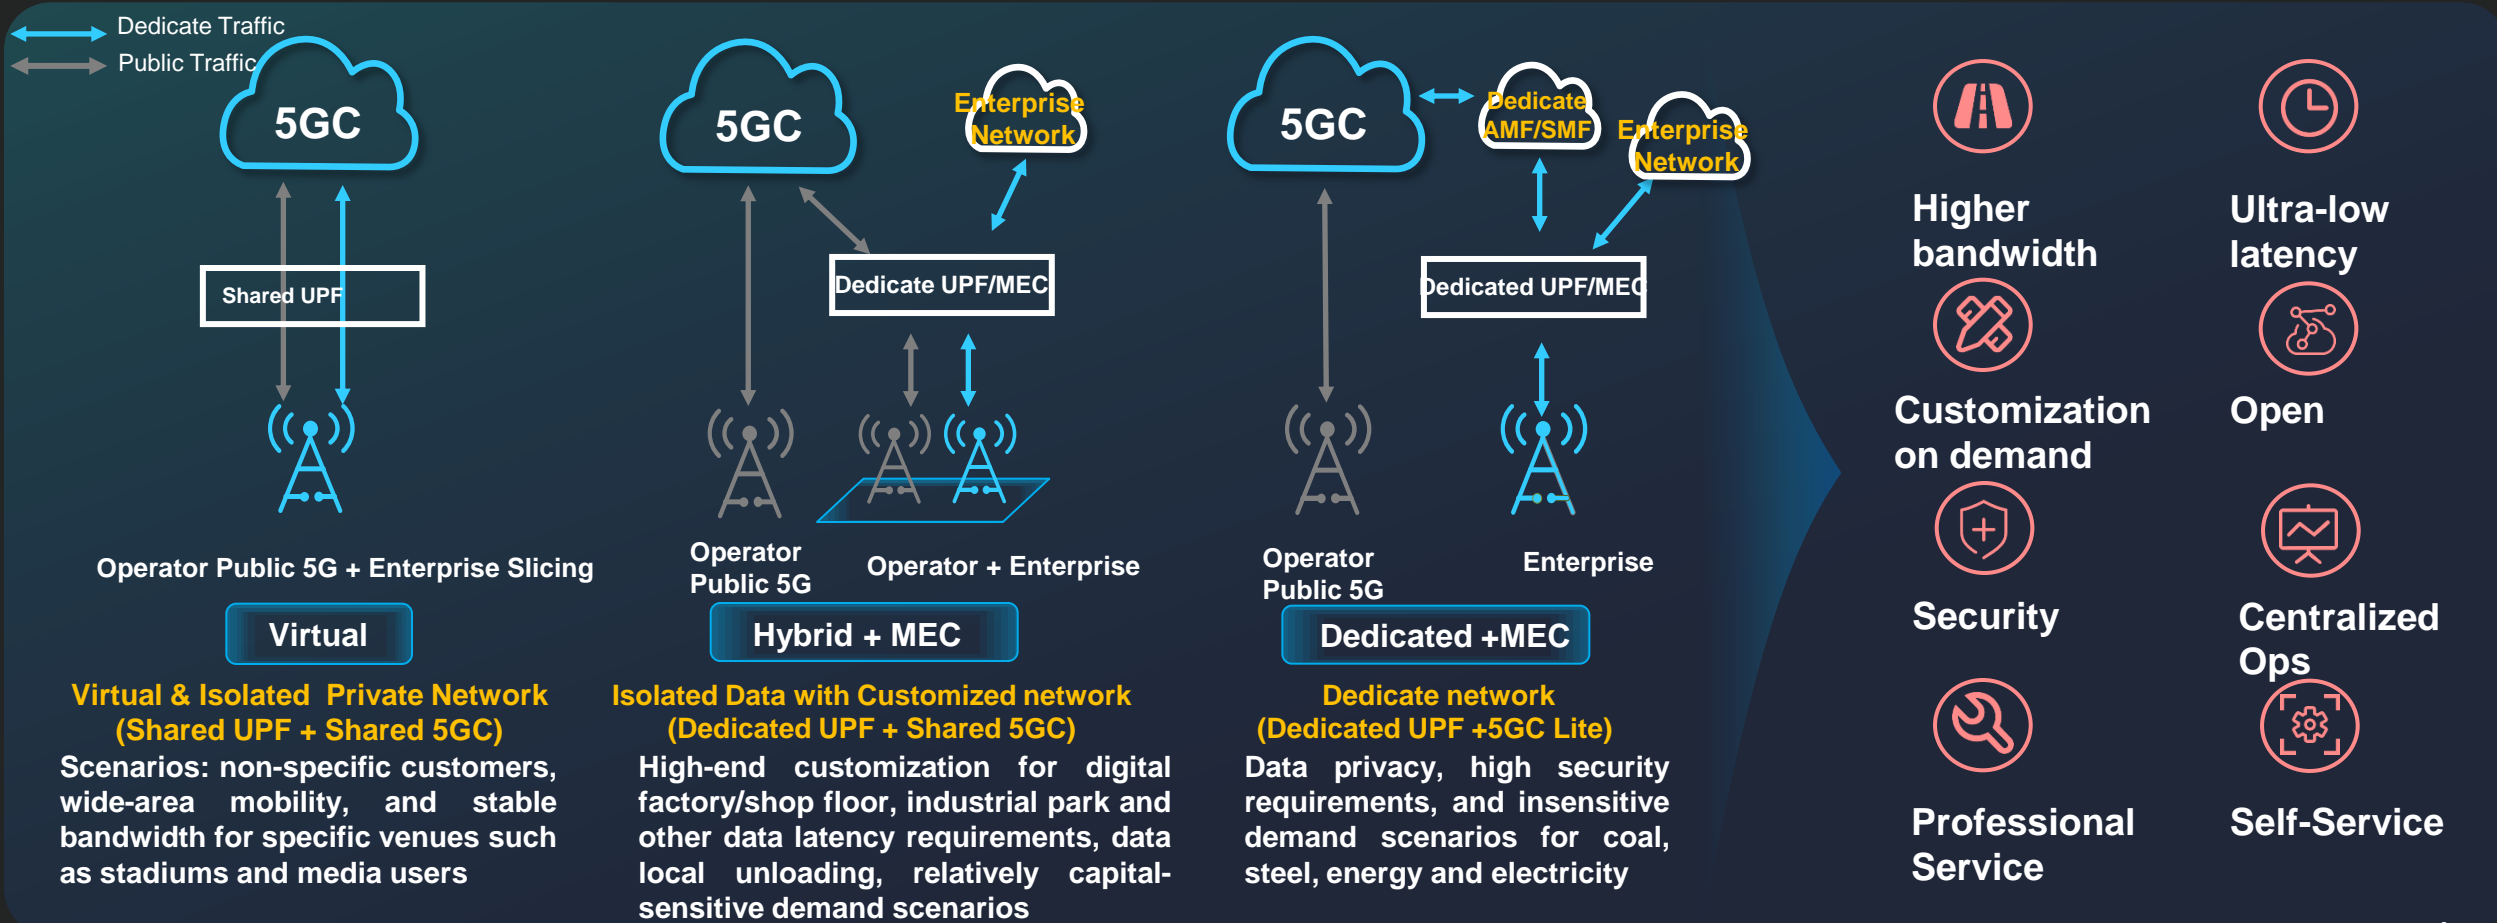 Dedicate Traffic
Public Traffic
5GC
Shared UPF
Operator Public 5G + Enterprise Slicing
Virtual
Virtual & Isolated Private Network
(Shared UPF + Shared 5GC)
Scenarios: non-specific customers,
wide-area mobility, and stable
bandwidth for specific venues such
as stadiums and media users
5GC
Enterprise
Network
Dedicate UPF/MEC
Operator
Public 5G
Operator + Enterprise
Hybrid + MEC
Isolated Data with Customized network
(Dedicated UPF + Shared 5GC)
High-end customization for digital
factory/shop floor, industrial park and
other data latency requirements, data
local unloading, relatively capital-
sensitive demand scenarios
5GC
Dedicate
AMF/SMF
Enterprise
Network
Dedicated UPF/MEC
Operator
Public 5G
Enterprise
Dedicated +MEC
Dedicate network
(Dedicated UPF +5GC Lite)
Data privacy, high security
requirements, and insensitive
demand scenarios for coal,
steel, energy and electricity
Higher
bandwidth
Ultra-low
latency
Customization
on demand
Open
Security
Centralized
Ops
Professional
Service
Self-Service